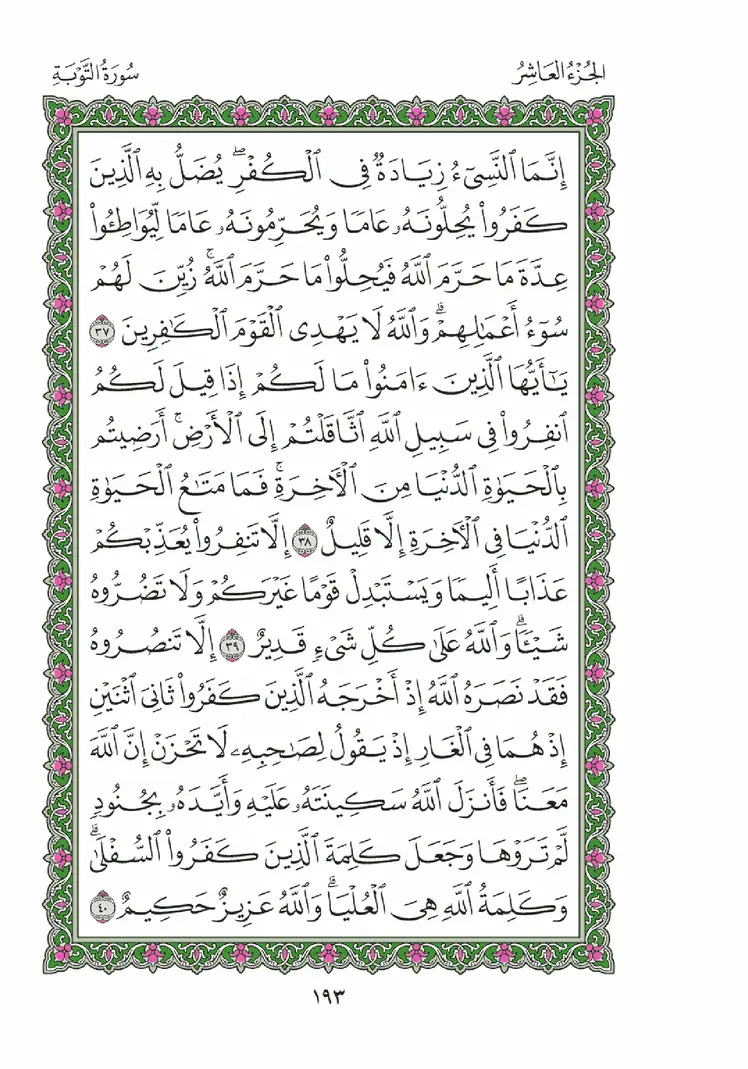 الجُزْءُ العَاشِرُ
سُورَةُ التَّوْبَةِ
إِنَّمَا ٱلنَّسِىٓءُ زِيَادَةٌ فِى ٱلْكُفْرِ ۖ يُضَلُّ بِهِ ٱلَّذِينَ
كَفَرُوا۟ يُحِلُّونَهُۥ عَامًا وَيُحَرِّمُونَهُۥ عَامًا لِّيُوَاطِـُٔوا۟
عِدَّةَ مَا حَرَّمَ ٱللَّهُ فَيُحِلُّوا۟ مَا حَرَّمَ ٱللَّهُ ۚ زُيِّنَ لَهُمْ
سُوٓءُ أَعْمَـٰلِهِمْ ۗ وَٱللَّهُ لَا يَهْدِى ٱلْقَوْمَ ٱلْكَـٰفِرِينَ ٣٧
يَـٰٓأَيُّهَا ٱلَّذِينَ ءَامَنُوا۟ مَا لَكُمْ إِذَا قِيلَ لَكُمُ
ٱنفِرُوا۟ فِى سَبِيلِ ٱللَّهِ ٱثَّاقَلْتُمْ إِلَى ٱلْأَرْضِ ۚ أَرَضِيتُم
بِٱلْحَيَوٰةِ ٱلدُّنْيَا مِنَ ٱلْـَٔاخِرَةِ ۚ فَمَا مَتَـٰعُ ٱلْحَيَوٰةِ
ٱلدُّنْيَا فِى ٱلْـَٔاخِرَةِ إِلَّا قَلِيلٌ ٣٨ إِلَّا تَنفِرُوا۟ يُعَذِّبْكُمْ
عَذَابًا أَلِيمًا وَيَسْتَبْدِلْ قَوْمًا غَيْرَكُمْ وَلَا تَضُرُّوهُ
شَيْـًٔا ۗ وَٱللَّهُ عَلَىٰ كُلِّ شَىْءٍ قَدِيرٌ ٣٩ إِلَّا تَنصُرُوهُ
فَقَدْ نَصَرَهُ ٱللَّهُ إِذْ أَخْرَجَهُ ٱلَّذِينَ كَفَرُوا۟ ثَانِىَ ٱثْنَيْنِ
إِذْ هُمَا فِى ٱلْغَارِ إِذْ يَقُولُ لِصَـٰحِبِهِۦ لَا تَحْزَنْ إِنَّ ٱللَّهَ
مَعَنَا ۖ فَأَنزَلَ ٱللَّهُ سَكِينَتَهُۥ عَلَيْهِ وَأَيَّدَهُۥ بِجُنُودٍ
لَّمْ تَرَوْهَا وَجَعَلَ كَلِمَةَ ٱلَّذِينَ كَفَرُوا۟ ٱلسُّفْلَىٰ ۗ
وَكَلِمَةُ ٱللَّهِ هِىَ ٱلْعُلْيَا ۗ وَٱللَّهُ عَزِيزٌ حَكِيمٌ ٤٠
١٩٣